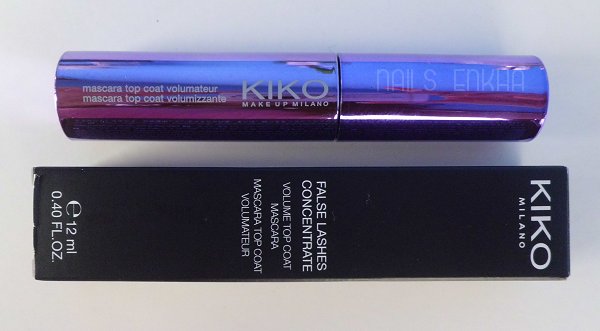 mascara top coat volumateur
mascara top coat volumizzante
KIKO
MAKE UP MILANO
NAILS ENKAA
KIKO
MILANO
FALSE LASHES
CONCENTRATE
VOLUME TOP COAT
MASCARA
MASCARA TOP COAT
VOLUMATEUR
e 12 ml
0.40 FL.OZ.